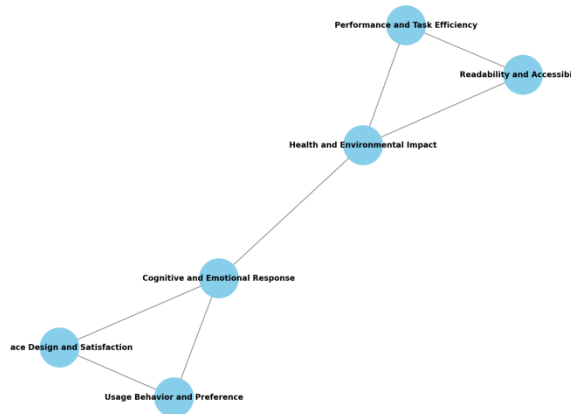 Performance and Task Efficiency
Readability and Accessibi
Health and Environmental Impact
Cognitive and Emotional Response
ace Design and Satisfaction
Usage Behavior and Preference